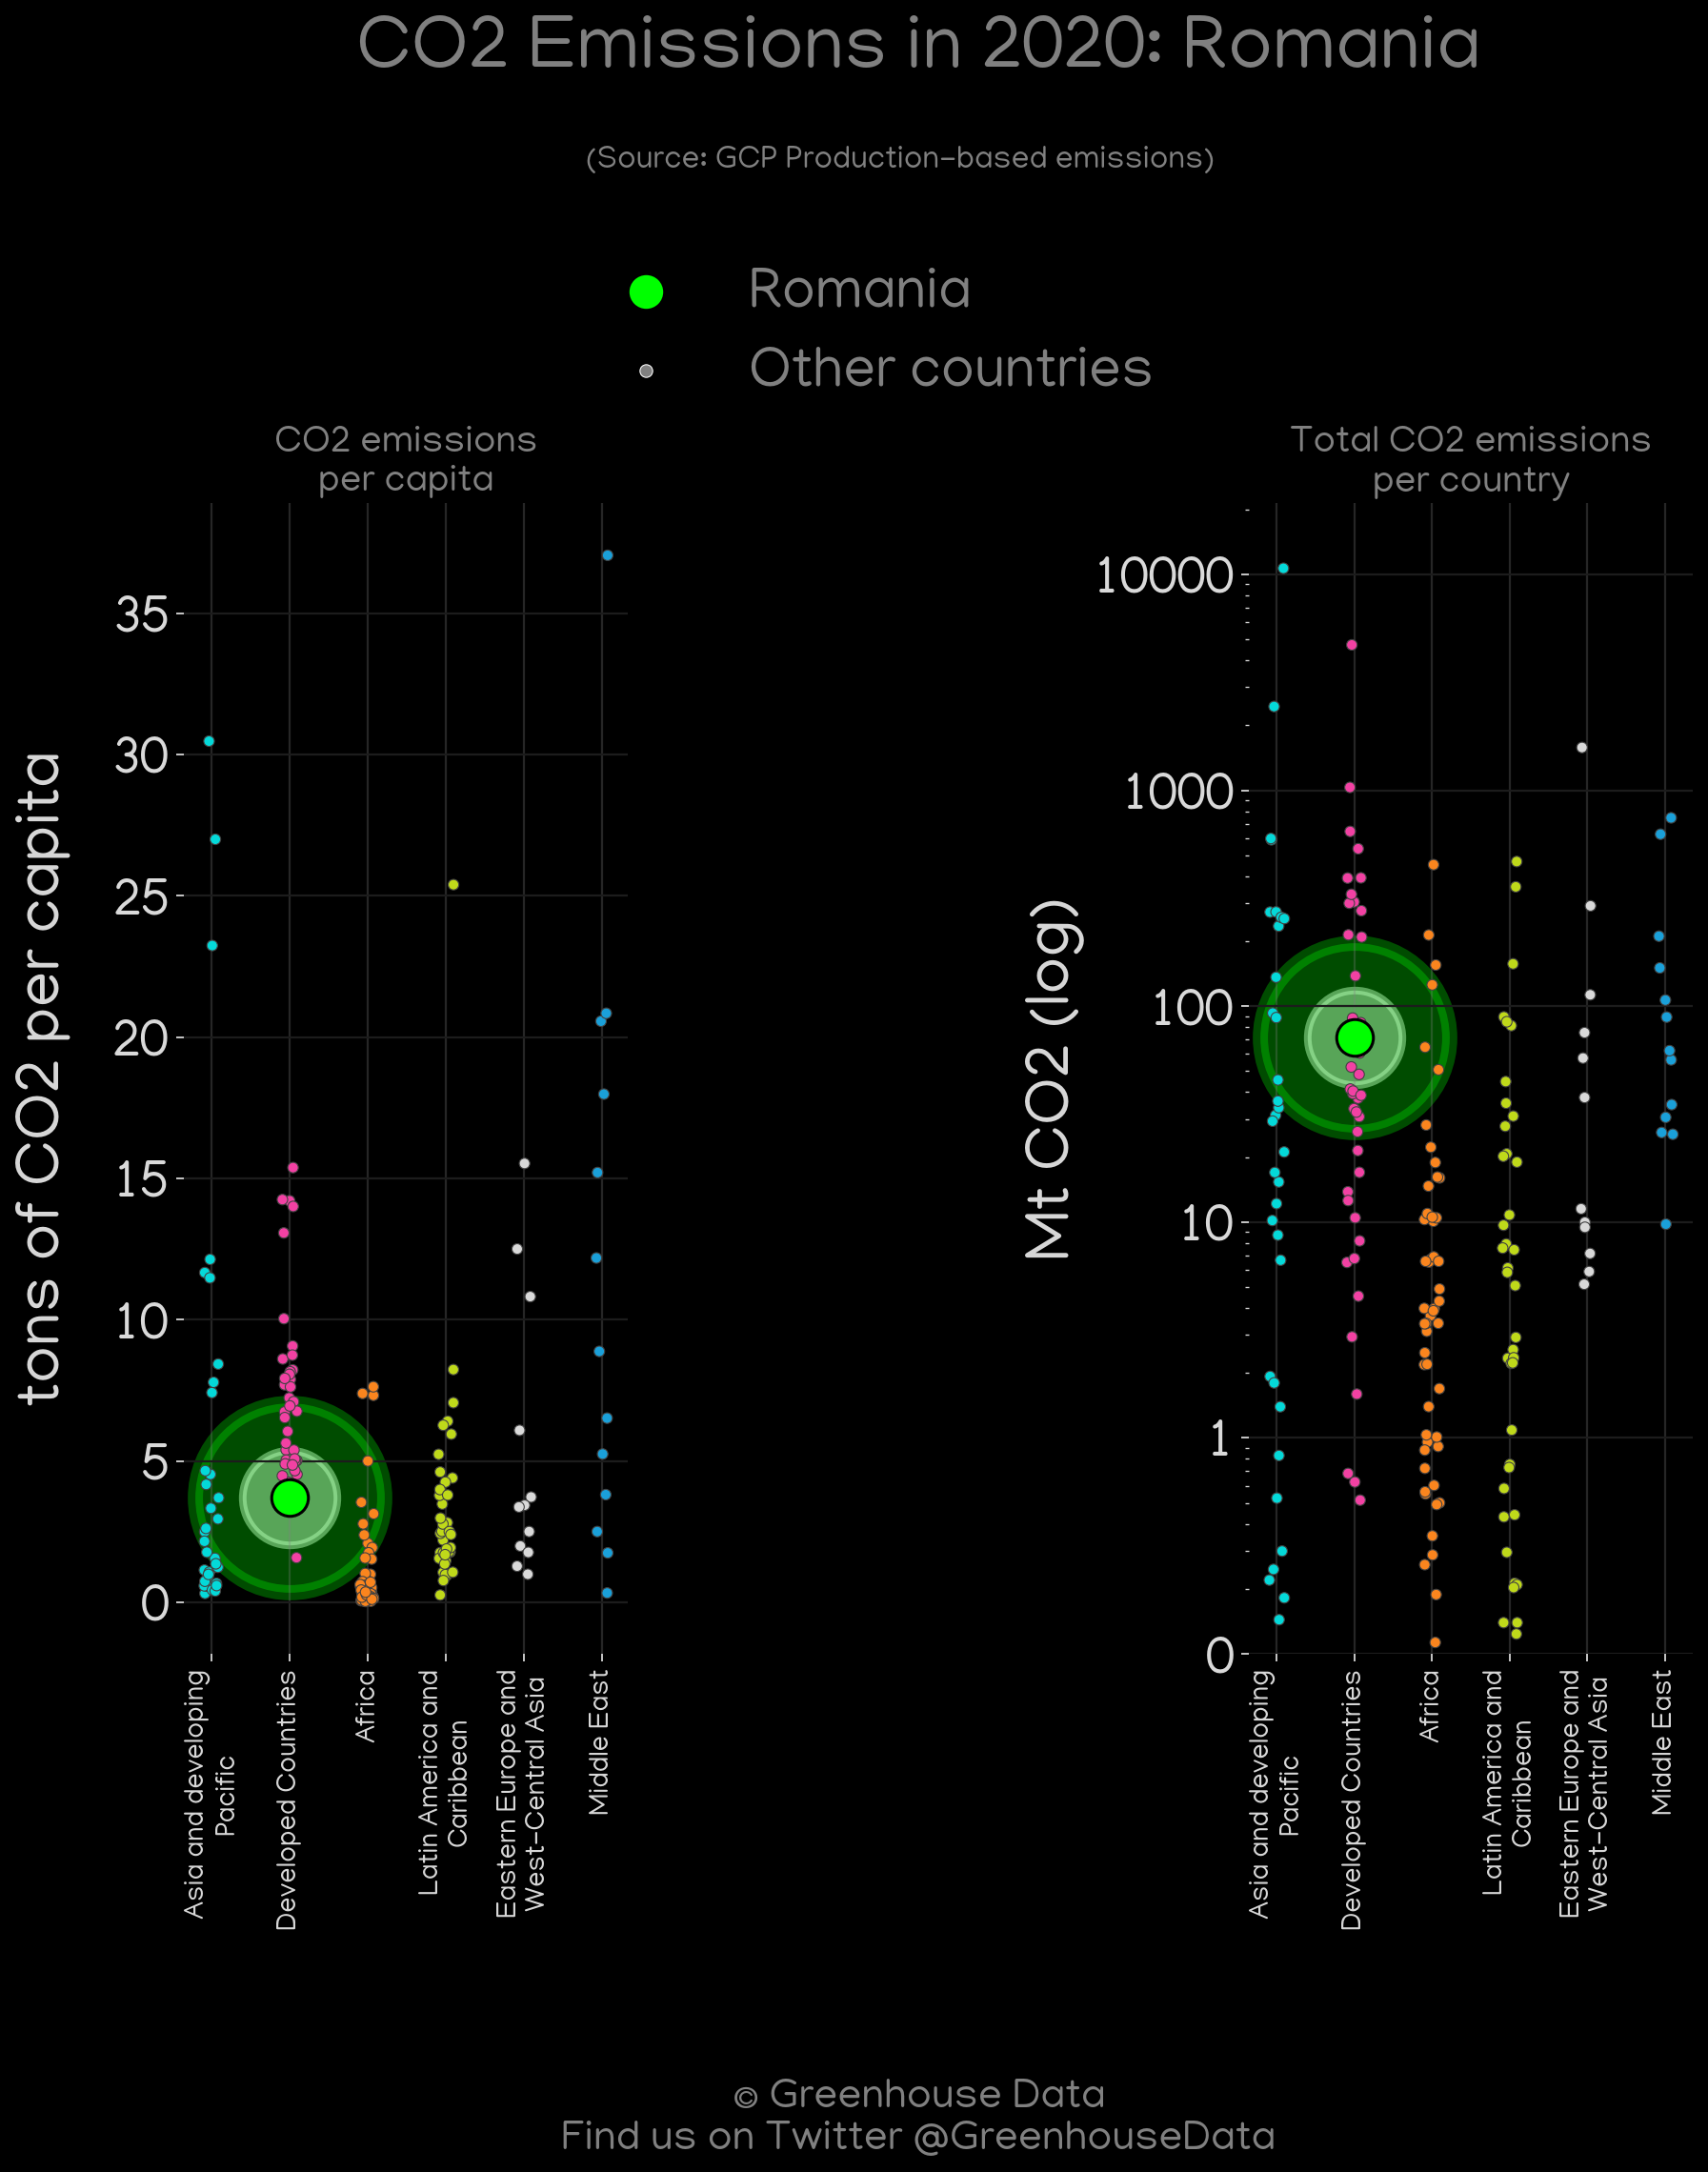 CO2 Emissions in 2020: Romania
(Source: GCP Production-based emissions)
Romania
Other countries
CO2 emissions
per capita
tons of CO2 per capita
35
30
25
20
15
10
5
0
Asia and developing
Pacific
Developed Countries
Africa
Latin America and
Caribbean
Eastern Europe and
West-Central Asia
Middle East
Total CO2 emissions
per country
Mt CO2 (log)
10000
1000
100
10
1
0
Asia and developing
Pacific
Developed Countries
Africa
Latin America and
Caribbean
Eastern Europe and
West-Central Asia
Middle East
© Greenhouse Data
Find us on Twitter @GreenhouseData